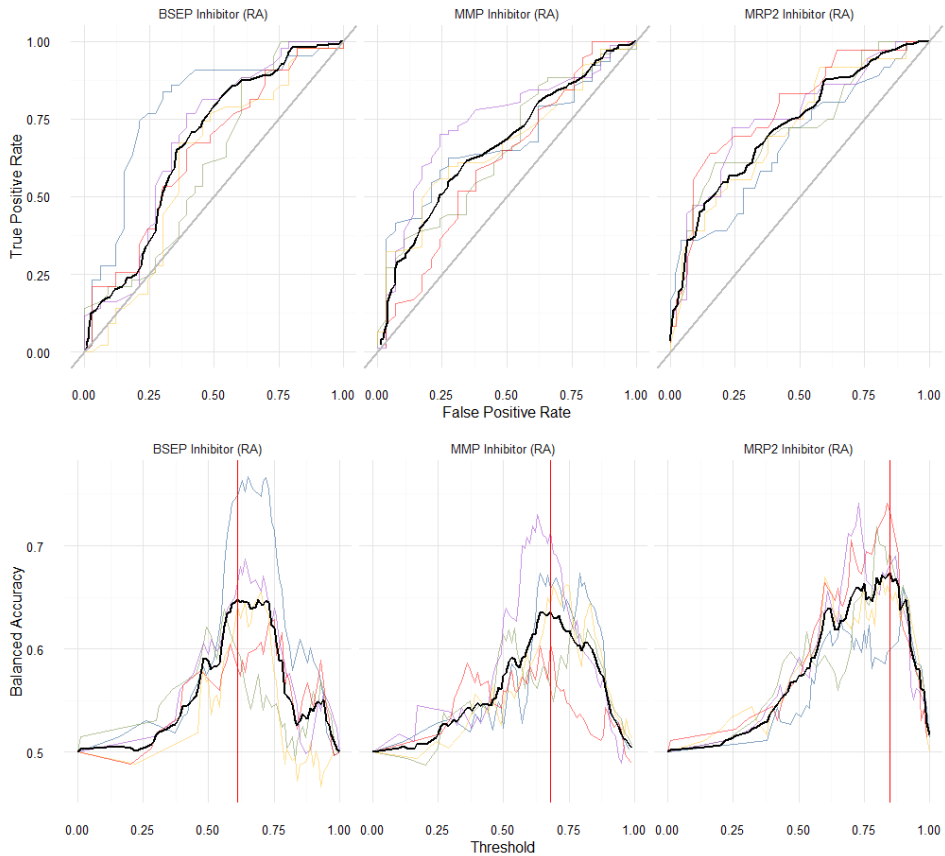 BSEP Inhibitor (RA) MMP Inhibitor (RA) MRP2 Inhibitor (RA)
1.00
0.75
0.50
0.25
0.00
True Positive Rate
0.00 0.25 0.50 0.75 1.00 0.00 0.25 0.50 0.75 1.00 0.00 0.25 0.50 0.75 1.00
False Positive Rate
BSEP Inhibitor (RA) MMP Inhibitor (RA) MRP2 Inhibitor (RA)
0.7
0.6
0.5
Balanced Accuracy
0.00 0.25 0.50 0.75 1.00 0.00 0.25 0.50 0.75 1.00 0.00 0.25 0.50 0.75 1.00
Threshold